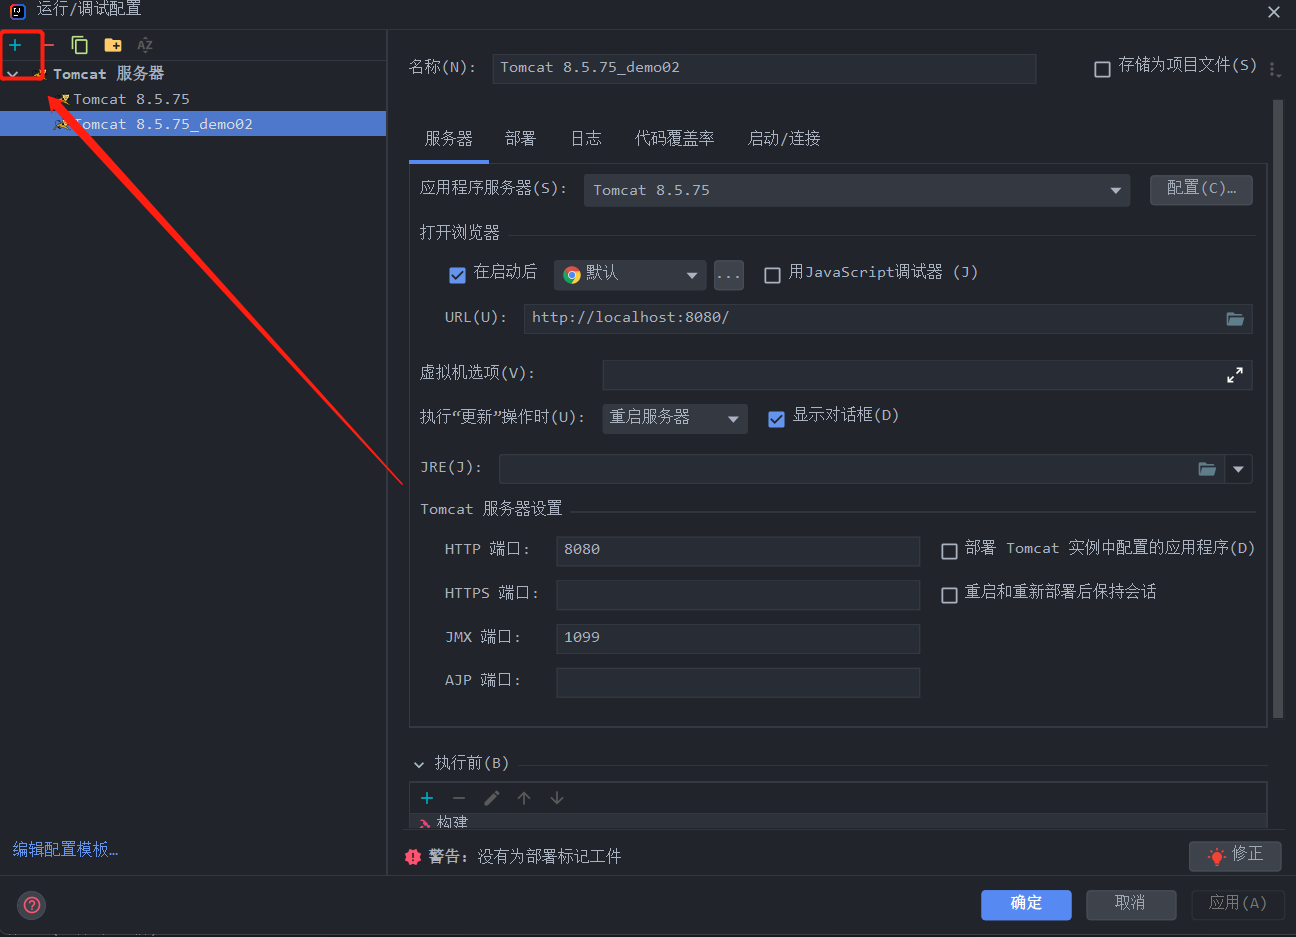 运行/调试配置
Tomcat 服务器
Tomcat 8.5.75
Tomcat 8.5.75_demo02
编辑配置模板...
名称(N):
Tomcat 8.5.75_demo02
存储为项目文件(S)
服务器 部署 日志 代码覆盖率 启动/连接
应用程序服务器(S):
Tomcat 8.5.75
配置(C)...
打开浏览器
在启动后
默认
...
用JavaScript调试器 (J)
URL(U):
http://localhost:8080/
虚拟机选项(V):
执行“更新”操作时(U):
重启服务器
显示对话框(D)
JRE(J):
Tomcat 服务器设置
HTTP 端口:
8080
部署 Tomcat 实例中配置的应用程序(D)
HTTPS 端口:
重启和重新部署后保持会话
JMX 端口:
1099
AJP 端口:
执行前(B)
构建
警告: 没有为部署标记工件
修正
确定
取消
应用(A)